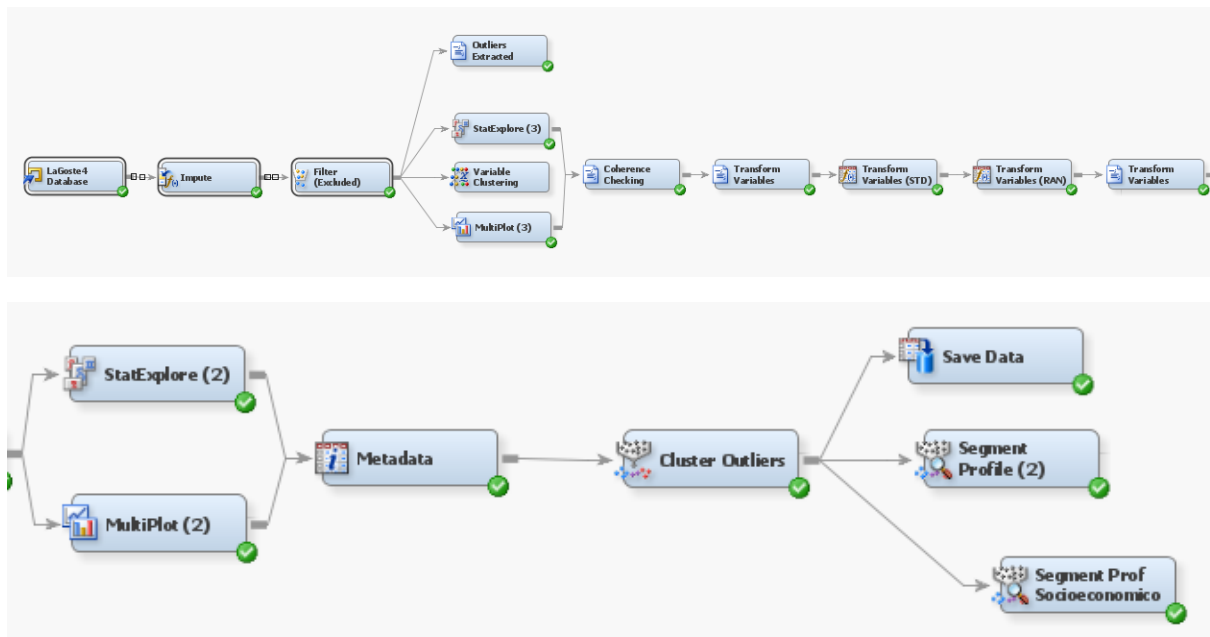 Outliers
Extracted
StatExplore (3)
LaGoste4
Database
Impute
Filter
(Excluded)
Variable
Clustering
Coherence
Checking
Transform
Variables
Transform
Variables (STD)
Transform
Variables (RAN)
Transform
Variables
MultiPlot (3)
StatExplore (2)
Save Data
Metadata
Cluster Outliers
Segment
Profile (2)
MultiPlot (2)
Segment Prof
Socioeconomico